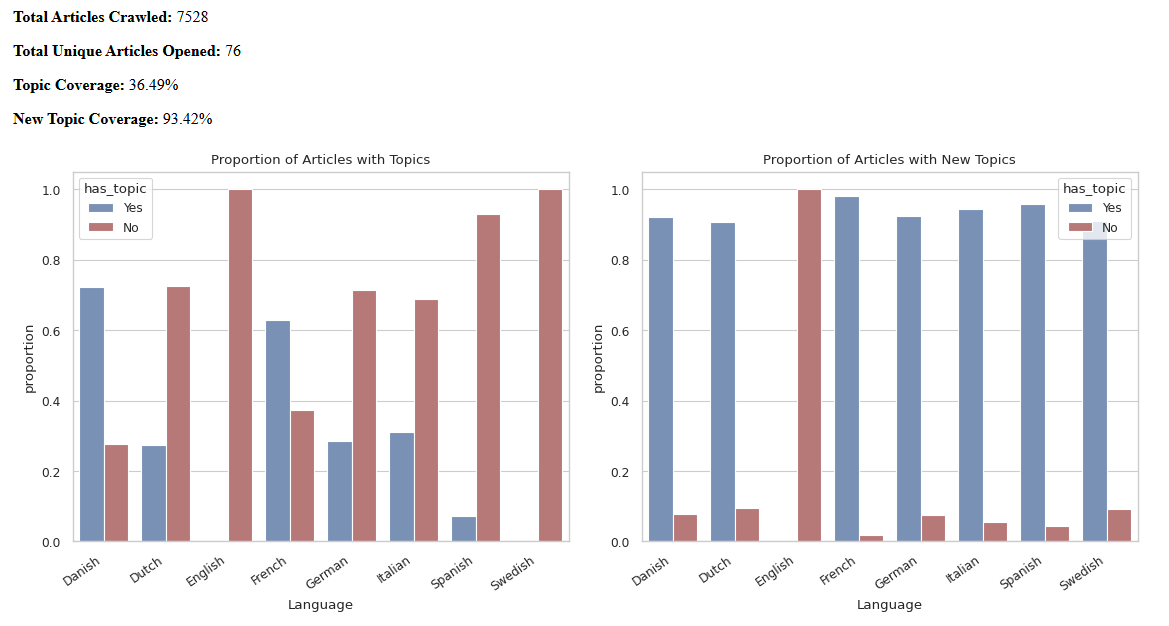 Total Articles Crawled: 7528
Total Unique Articles Opened: 76
Topic Coverage: 36.49%
New Topic Coverage: 93.42%
Proportion of Articles with Topics
has_topic
Yes
No
1.0
0.8
0.6
0.4
0.2
0.0
proportion
Danish
Dutch
English
French
German
Italian
Spanish
Swedish
Language
Proportion of Articles with New Topics
has_topic
Yes
No
1.0
0.8
0.6
0.4
0.2
0.0
proportion
Danish
Dutch
English
French
German
Italian
Spanish
Swedish
Language